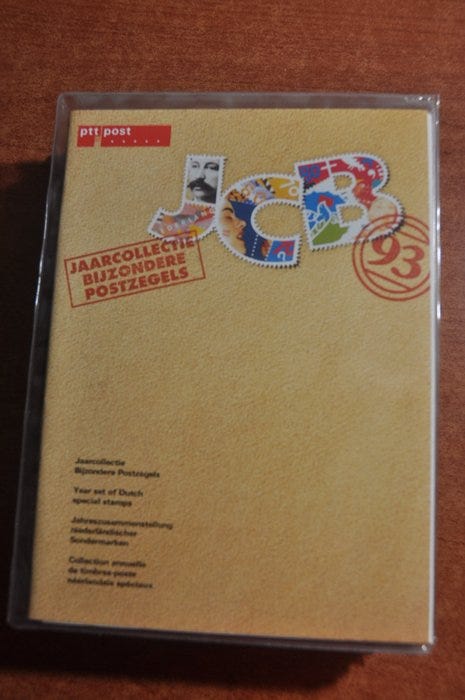 ptt post
JCB
93
JAARCOLLECTIE
BIJZONDERE
POSTZEGELS
Jaarcollectie
Bijzondere Postzegels
Year set of Dutch
special stamps
Jahreszusammenstellung
niederländischer
Sondermarken
Collection annuelle
de timbres-poste
néerlandais spéciaux